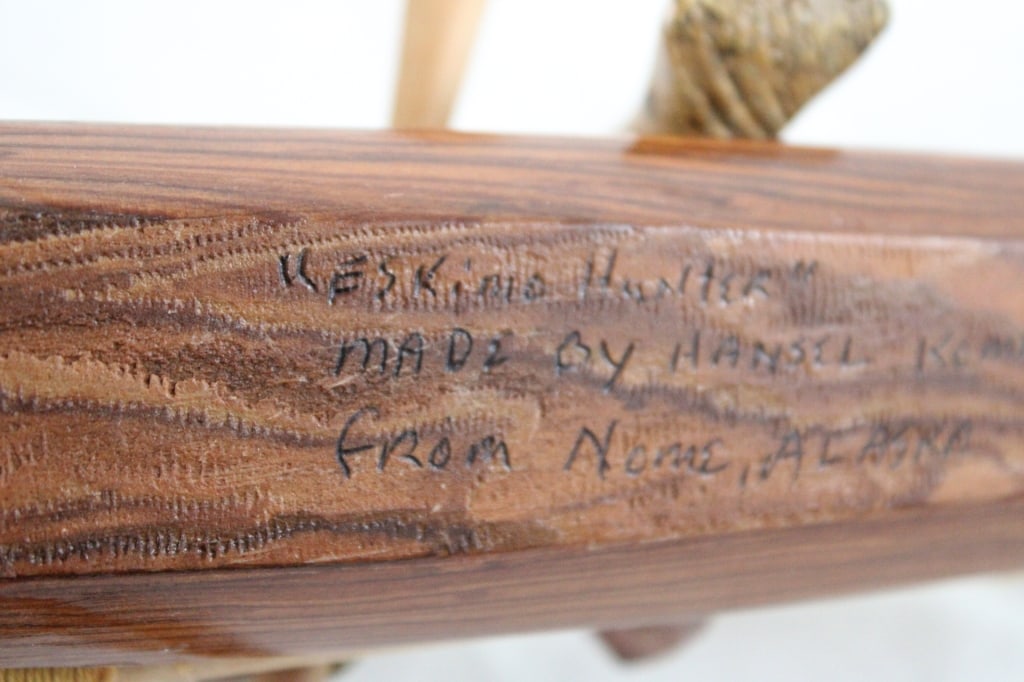 "ESKimo HunTER"
MADE BY HANSEL
FROM NOME, ALASKA